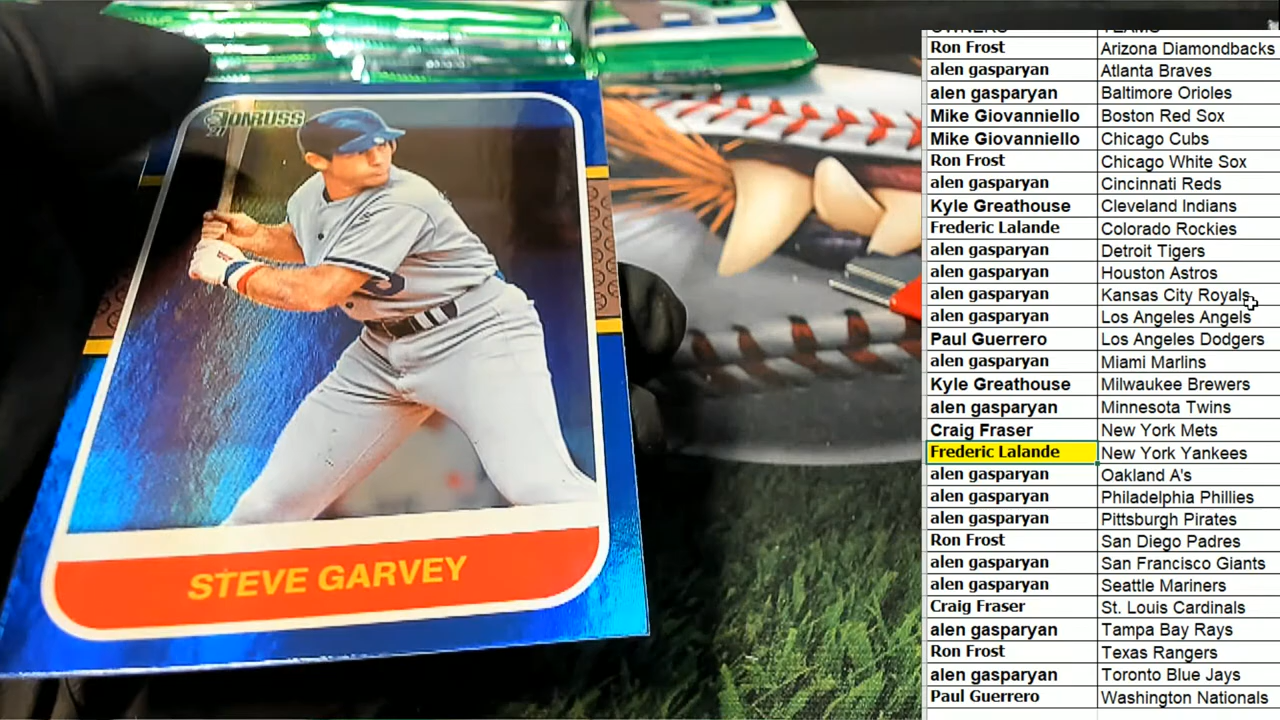 DONRUSS
STEVE GARVEY
OWNERS TEAMS
Ron Frost Arizona Diamondbacks
alen gasparyan Atlanta Braves
alen gasparyan Baltimore Orioles
Mike Giovanniello Boston Red Sox
Mike Giovanniello Chicago Cubs
Ron Frost Chicago White Sox
alen gasparyan Cincinnati Reds
Kyle Greathouse Cleveland Indians
Frederic Lalande Colorado Rockies
alen gasparyan Detroit Tigers
alen gasparyan Houston Astros
alen gasparyan Kansas City Royals
alen gasparyan Los Angeles Angels
Paul Guerrero Los Angeles Dodgers
alen gasparyan Miami Marlins
Kyle Greathouse Milwaukee Brewers
alen gasparyan Minnesota Twins
Craig Fraser New York Mets
Frederic Lalande New York Yankees
alen gasparyan Oakland A's
alen gasparyan Philadelphia Phillies
alen gasparyan Pittsburgh Pirates
Ron Frost San Diego Padres
alen gasparyan San Francisco Giants
alen gasparyan Seattle Mariners
Craig Fraser St. Louis Cardinals
alen gasparyan Tampa Bay Rays
Ron Frost Texas Rangers
alen gasparyan Toronto Blue Jays
Paul Guerrero Washington Nationals